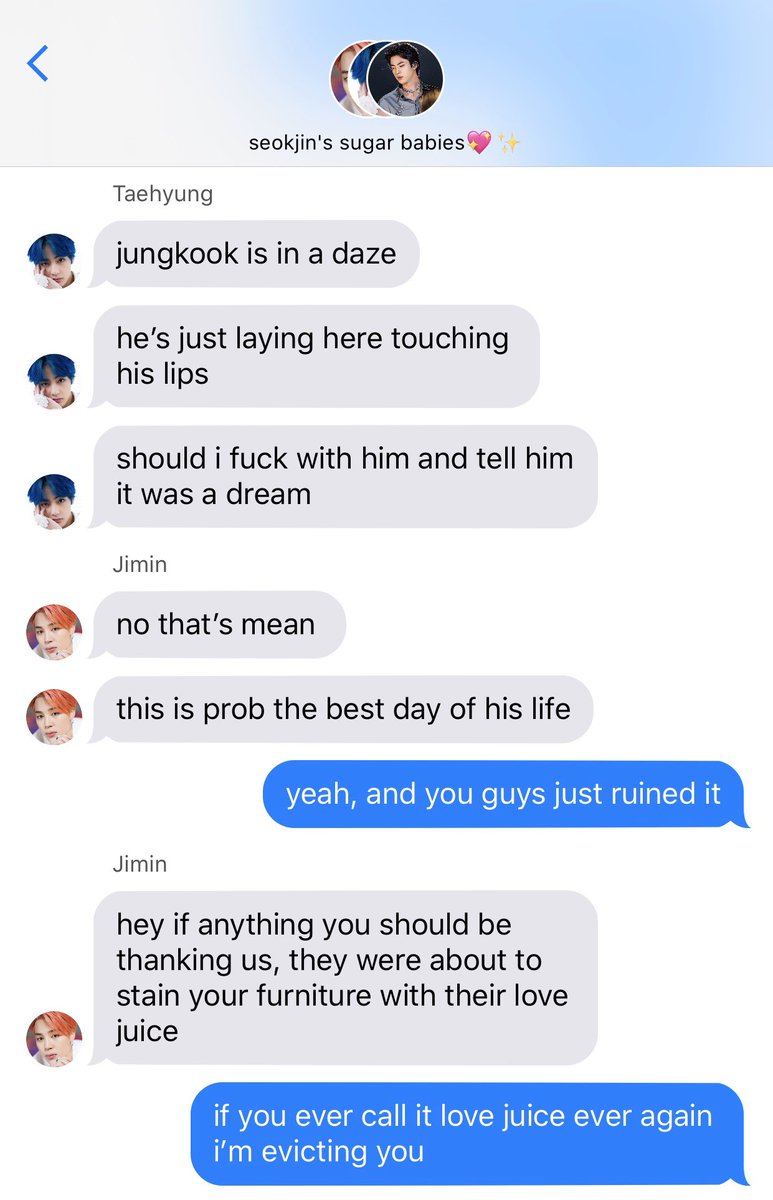 seokjin's sugar babies💖✨
Taehyung
jungkook is in a daze
he’s just laying here touching
his lips
should i fuck with him and tell him
it was a dream
Jimin
no that’s mean
this is prob the best day of his life
yeah, and you guys just ruined it
Jimin
hey if anything you should be
thanking us, they were about to
stain your furniture with their love
juice
if you ever call it love juice ever again
i’m evicting you